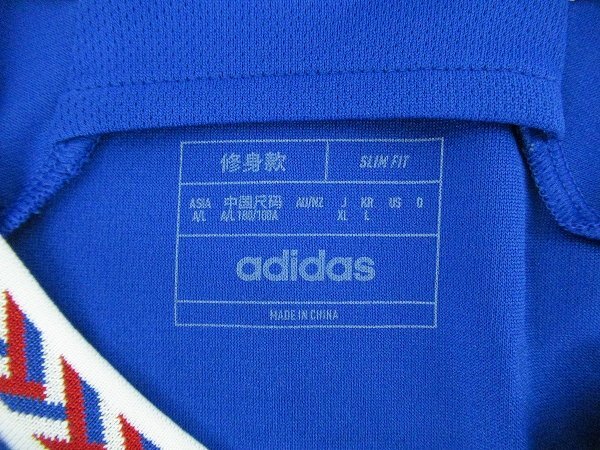 修身款 SLIM FIT
ASIA 中国尺码 AU/NZ J KR US O
A/L A/L 180/100A XL L
adidas
MADE IN CHINA